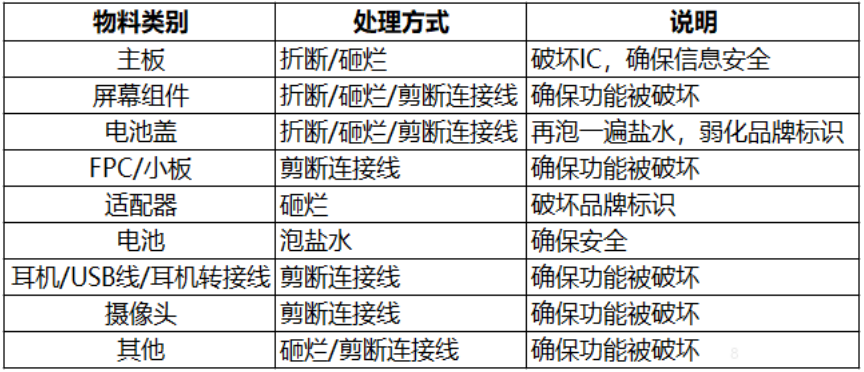 物料类别 处理方式 说明
主板 折断/砸烂 破坏IC，确保信息安全
屏幕组件 折断/砸烂/剪断连接线 确保功能被破坏
电池盖 折断/砸烂/剪断连接线 再泡一遍盐水，弱化品牌标识
FPC/小板 剪断连接线 确保功能被破坏
适配器 砸烂 破坏品牌标识
电池 泡盐水 确保安全
耳机/USB线/耳机转接线 剪断连接线 确保功能被破坏
摄像头 剪断连接线 确保功能被破坏
其他 砸烂/剪断连接线 确保功能被破坏 8